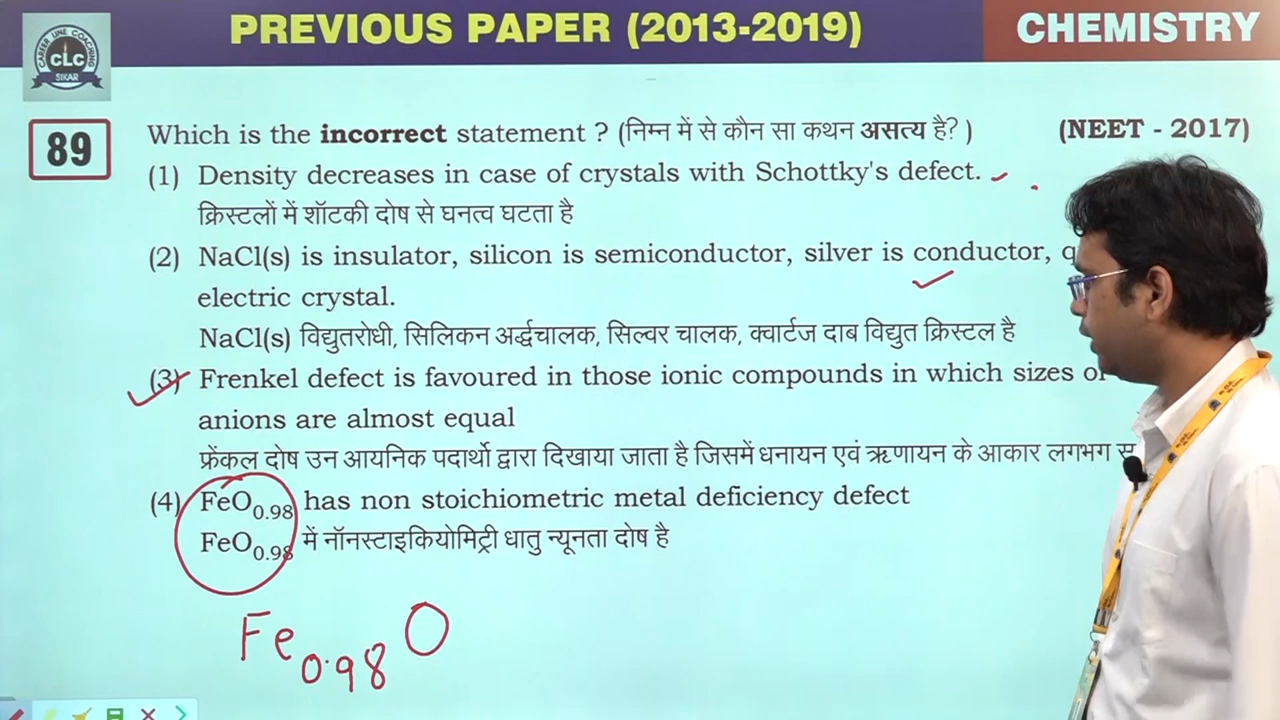 PREVIOUS PAPER (2013-2019)
CHEMISTRY
CAREER LINE COACHING
CLC
SIKAR
89
Which is the incorrect statement ? (निम्न में से कौन सा कथन असत्य है? )
(NEET - 2017)
(1) Density decreases in case of crystals with Schottky's defect.
क्रिस्टलों में शॉटकी दोष से घनत्व घटता है
(2) NaCl(s) is insulator, silicon is semiconductor, silver is conductor,
electric crystal.
NaCl(s) विद्युतरोधी, सिलिकन अर्द्धचालक, सिल्वर चालक, क्वार्टज दाब विद्युत क्रिस्टल है
(3) Frenkel defect is favoured in those ionic compounds in which sizes of
anions are almost equal
फ्रेंकल दोष उन आयनिक पदार्थो द्वारा दिखाया जाता है जिसमें धनायन एवं ऋणायन के आकार लगभग
(4) FeO0.98 has non stoichiometric metal deficiency defect
FeO0.98 में नॉनस्टाइकियोमिट्री धातु न्यूनता दोष है
Fe0.98O